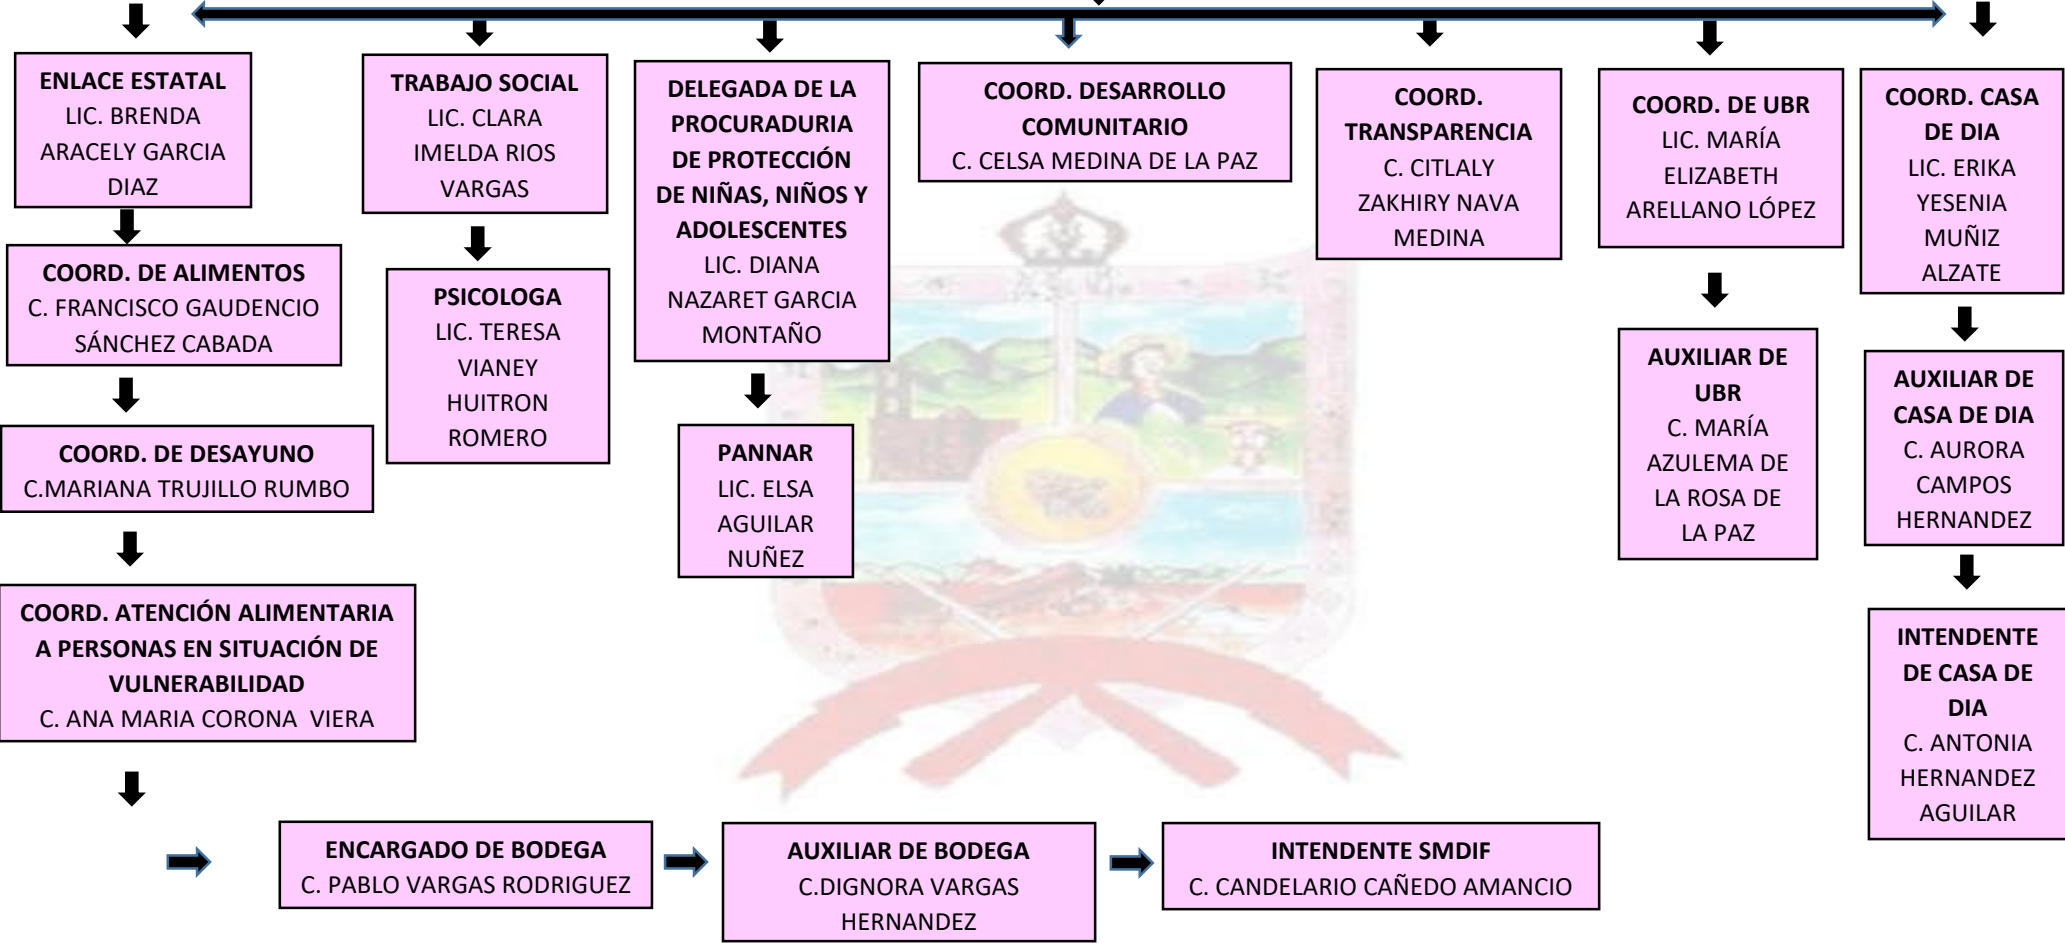 ENLACE ESTATAL
LIC. BRENDA
ARACELY GARCIA
DIAZ
COORD. DE ALIMENTOS
C. FRANCISCO GAUDENCIO
SÁNCHEZ CABADA
COORD. DE DESAYUNO
C.MARIANA TRUJILLO RUMBO
COORD. ATENCIÓN ALIMENTARIA
A PERSONAS EN SITUACIÓN DE
VULNERABILIDAD
C. ANA MARIA CORONA  VIERA
TRABAJO SOCIAL
LIC. CLARA
IMELDA RIOS
VARGAS
PSICOLOGA
LIC. TERESA
VIANEY
HUITRON
ROMERO
DELEGADA DE LA
PROCURADURIA
DE PROTECCIÓN
DE NIÑAS, NIÑOS Y
ADOLESCENTES
LIC. DIANA
NAZARET GARCIA
MONTAÑO
PANNAR
LIC. ELSA
AGUILAR
NUÑEZ
COORD. DESARROLLO
COMUNITARIO
C. CELSA MEDINA DE LA PAZ
COORD.
TRANSPARENCIA
C. CITLALY
ZAKHIRY NAVA
MEDINA
COORD. DE UBR
LIC. MARÍA
ELIZABETH
ARELLANO LÓPEZ
AUXILIAR DE
UBR
C. MARÍA
AZULEMA DE
LA ROSA DE
LA PAZ
COORD. CASA
DE DIA
LIC. ERIKA
YESENIA
MUÑIZ
ALZATE
AUXILIAR DE
CASA DE DIA
C. AURORA
CAMPOS
HERNANDEZ
INTENDENTE
DE CASA DE
DIA
C. ANTONIA
HERNANDEZ
AGUILAR
ENCARGADO DE BODEGA
C. PABLO VARGAS RODRIGUEZ
AUXILIAR DE BODEGA
C.DIGNORA VARGAS
HERNANDEZ
INTENDENTE SMDIF
C. CANDELARIO CAÑEDO AMANCIO